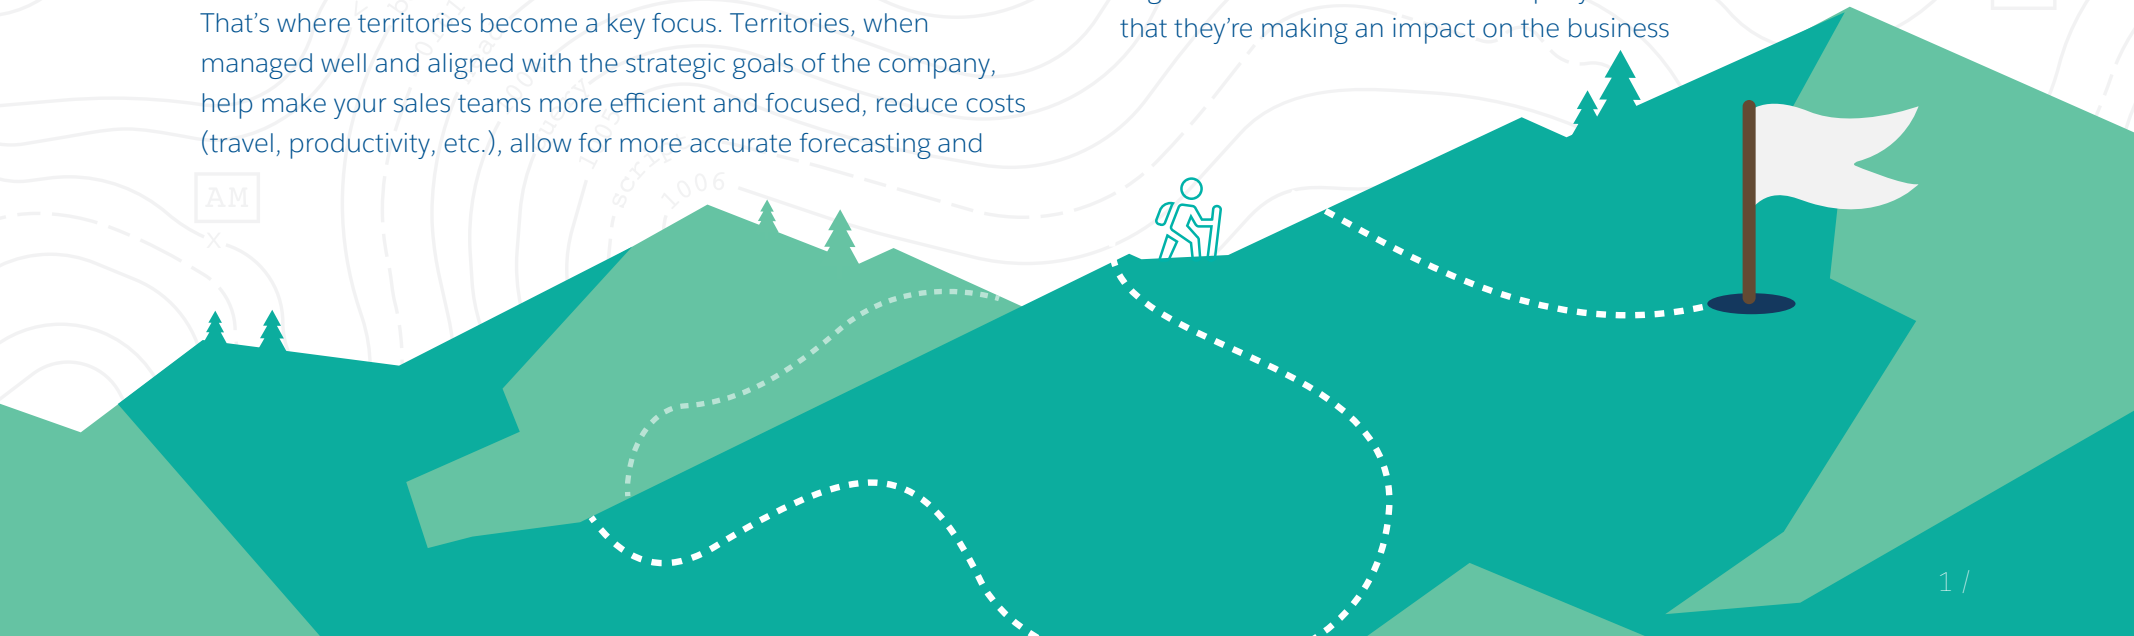 That’s where territories become a key focus. Territories, when
managed well and aligned with the strategic goals of the company,
help make your sales teams more efficient and focused, reduce costs
(travel, productivity, etc.), allow for more accurate forecasting and
that they’re making an impact on the business
AM
x
1006
1 /